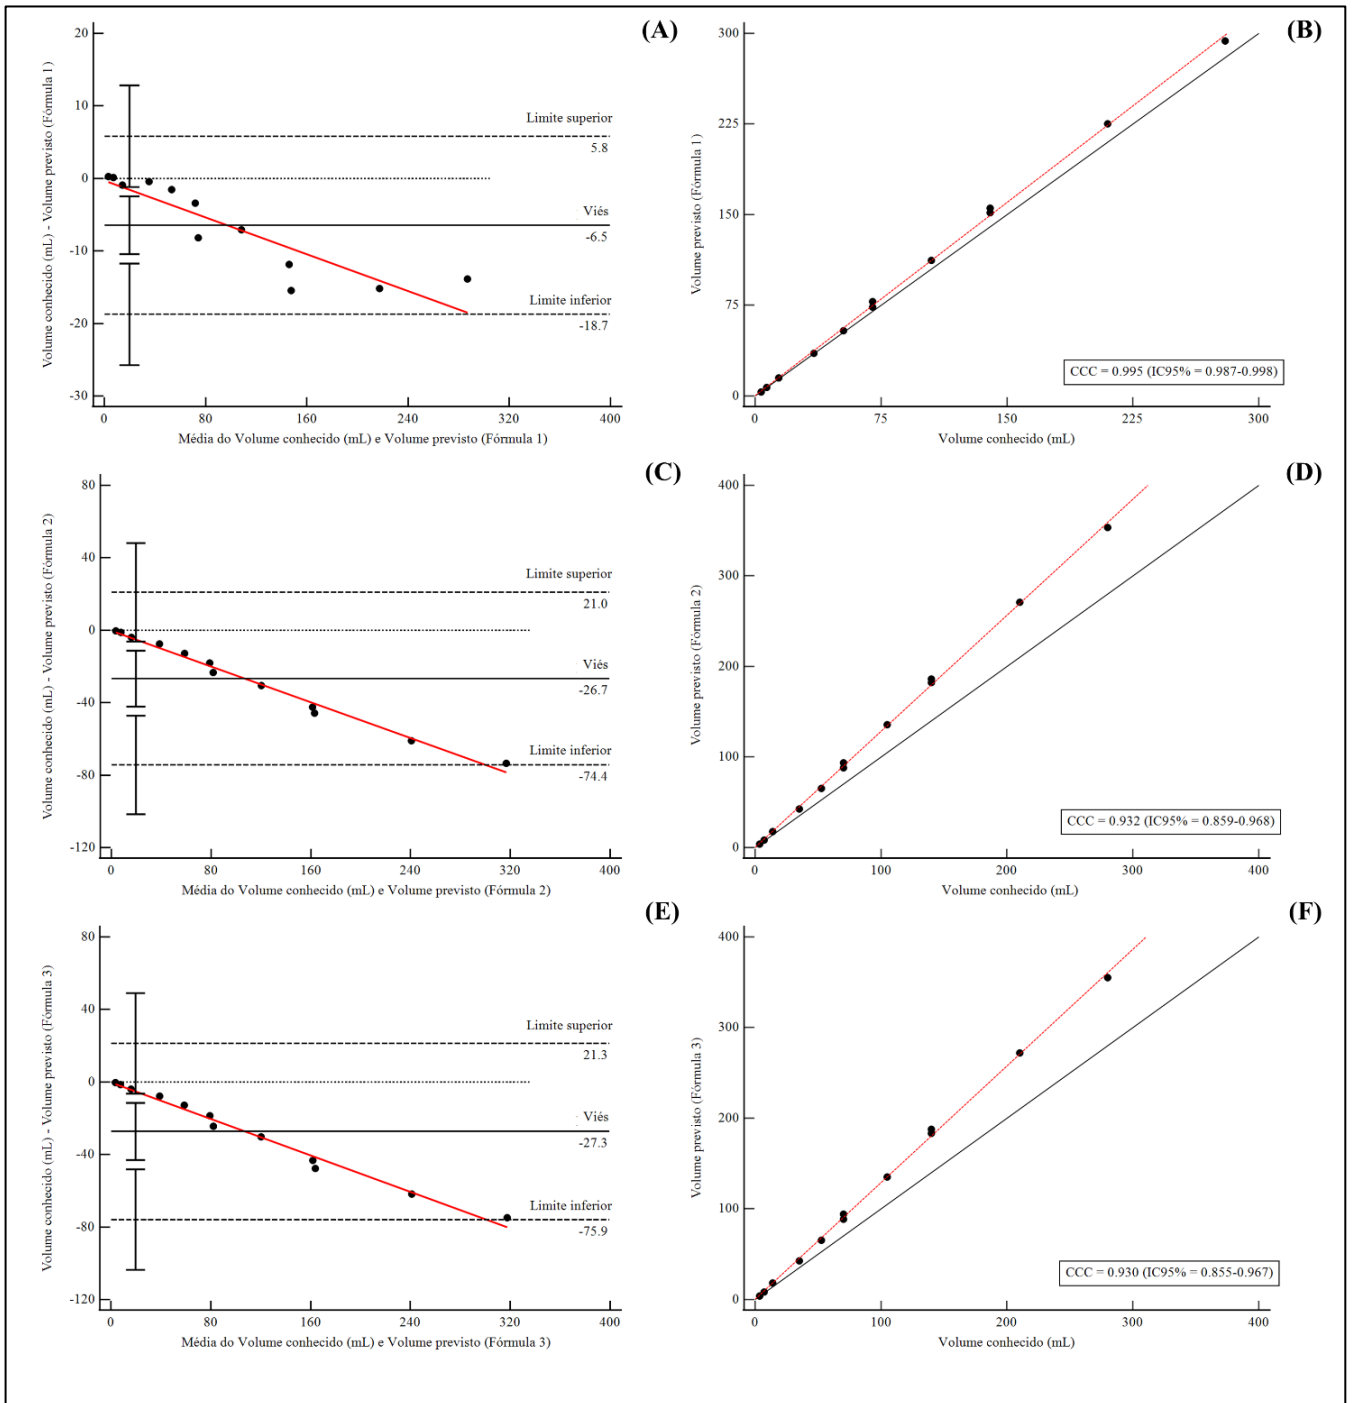 (A)
20
10
0
-10
-20
-30
Volume conhecido (mL) - Volume previsto (Fórmula 1)
Limite superior
5.8
Viés
-6.5
Limite inferior
-18.7
0
80
160
240
320
400
Média do Volume conhecido (mL) e Volume previsto (Fórmula 1)
(B)
300
225
150
75
0
Volume previsto (Fórmula 1)
CCC = 0.995 (IC95% = 0.987-0.998)
0
75
150
225
300
Volume conhecido (mL)
(C)
80
40
0
-40
-80
-120
Volume conhecido (mL) - Volume previsto (Fórmula 2)
Limite superior
21.0
Viés
-26.7
Limite inferior
-74.4
0
80
160
240
320
400
Média do Volume conhecido (mL) e Volume previsto (Fórmula 2)
(D)
400
300
200
100
0
Volume previsto (Fórmula 2)
CCC = 0.932 (IC95% = 0.859-0.968)
0
100
200
300
400
Volume conhecido (mL)
(E)
80
40
0
-40
-80
-120
Volume conhecido (mL) - Volume previsto (Fórmula 3)
Limite superior
21.3
Viés
-27.3
Limite inferior
-75.9
0
80
160
240
320
400
Média do Volume conhecido (mL) e Volume previsto (Fórmula 3)
(F)
400
300
200
100
0
Volume previsto (Fórmula 3)
CCC = 0.930 (IC95% = 0.855-0.967)
0
100
200
300
400
Volume conhecido (mL)